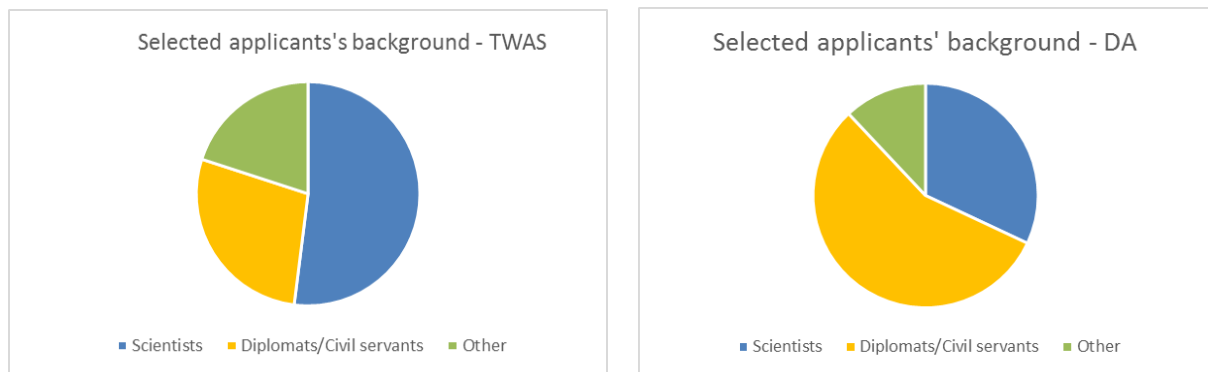 Selected applicants's background - TWAS
Scientists Diplomats/Civil servants Other
Selected applicants' background - DA
Scientists Diplomats/Civil servants Other